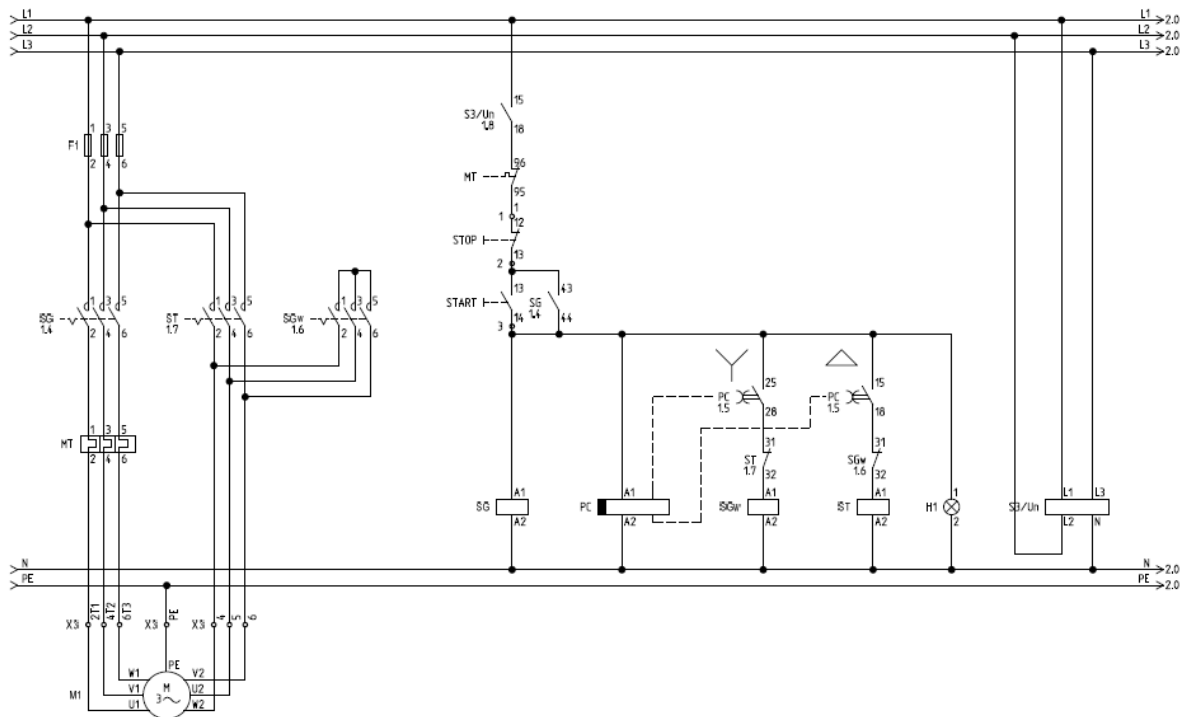 L1 L1 2.0
L2 L2 2.0
L3 L3 2.0
15
S3/Un
1.8
18
1 3 5
F1
2 4 6
96
MT
95
1
1
12
STOP
13
2
1 3 5
SG
1.4
2 4 6
1 3 5
ST
1.7
2 4 6
1 3 5
SGw
1.6
2 4 6
13
START
14
3
43
SG
1.4
44
25
PC
1.5
28
15
PC
1.5
18
31
ST
1.7
32
31
SGw
1.6
32
1 3 5
MT
2 4 6
A1
SG
A2
A1
PC
A2
A1
SGw
A2
A1
ST
A2
1
H1
2
L1 L3
S3/Un
L2 N
N N 2.0
PE PE 2.0
X3 2T1 4T2 6T3 X3 PE X3 4 5 6
PE
W1 V2
M1 V1 M U2
3
U1 W2